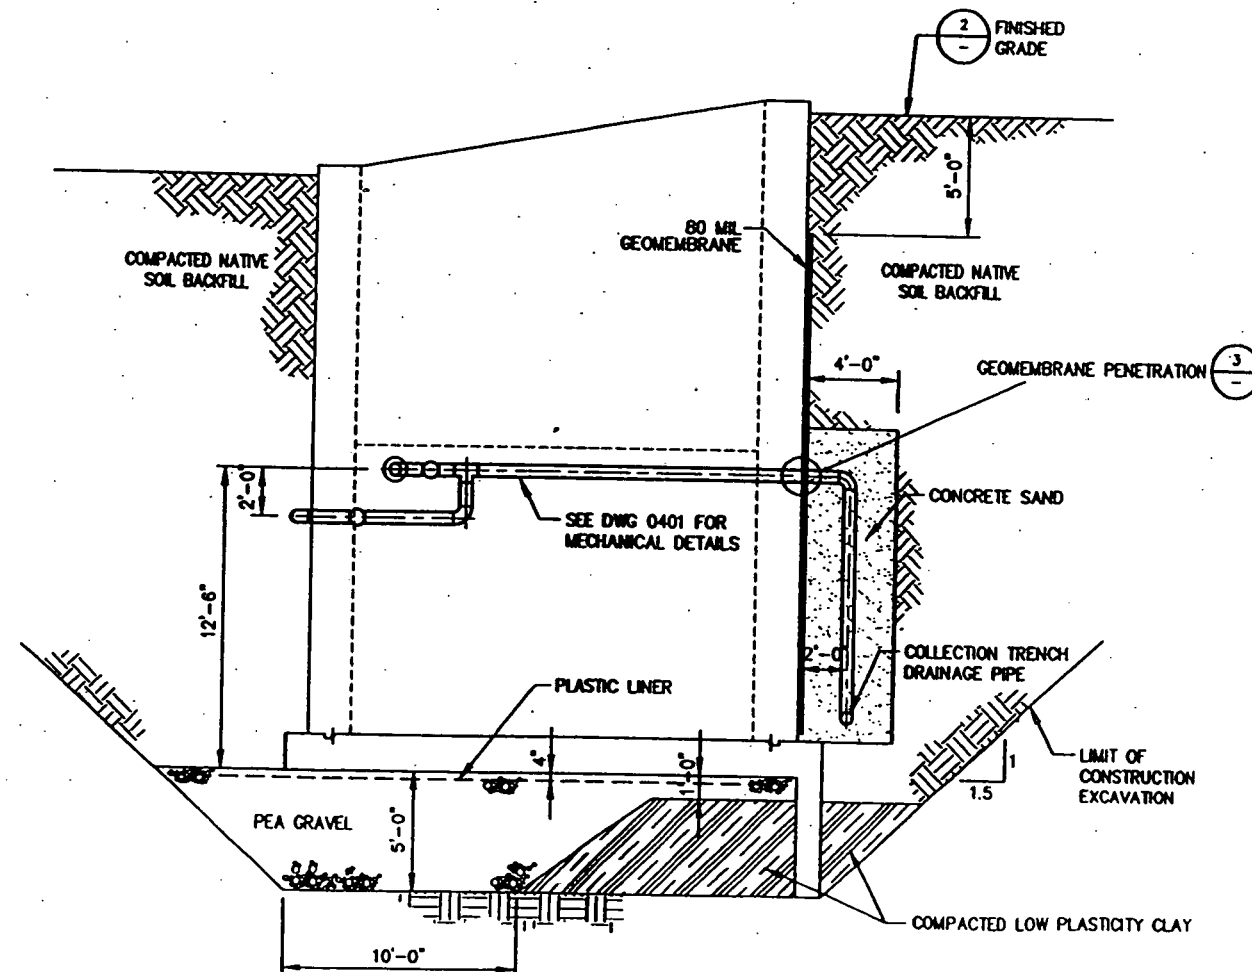 2
FINISHED
GRADE
-
5'-0"
80 MIL
GEOMEMBRANE
COMPACTED NATIVE
SOIL BACKFILL
COMPACTED NATIVE
SOIL BACKFILL
4'-0"
GEOMEMBRANE PENETRATION
3
-
2'-0"
CONCRETE SAND
SEE DWG 0401 FOR
MECHANICAL DETAILS
12'-6"
2'-0"
COLLECTION TRENCH
DRAINAGE PIPE
PLASTIC LINER
4"
1'-0"
1
1.5
LIMIT OF
CONSTRUCTION
EXCAVATION
PEA GRAVEL
5'-0"
COMPACTED LOW PLASTICITY CLAY
10'-0"